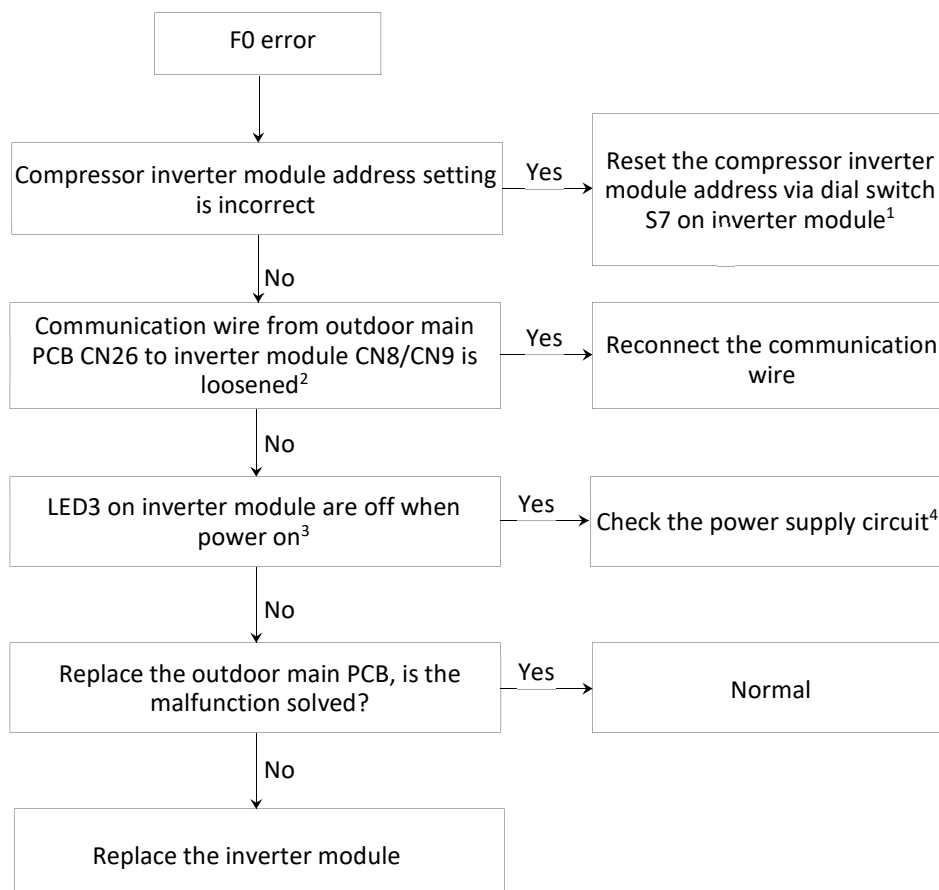 F0 error
Compressor inverter module address setting
is incorrect
Yes
Reset the compressor inverter
module address via dial switch
S7 on inverter module¹
No
Communication wire from outdoor main
PCB CN26 to inverter module CN8/CN9 is
loosened²
Yes
Reconnect the communication
wire
No
LED3 on inverter module are off when
power on³
Yes
Check the power supply circuit⁴
No
Replace the outdoor main PCB, is the
malfunction solved?
Yes
Normal
No
Replace the inverter module